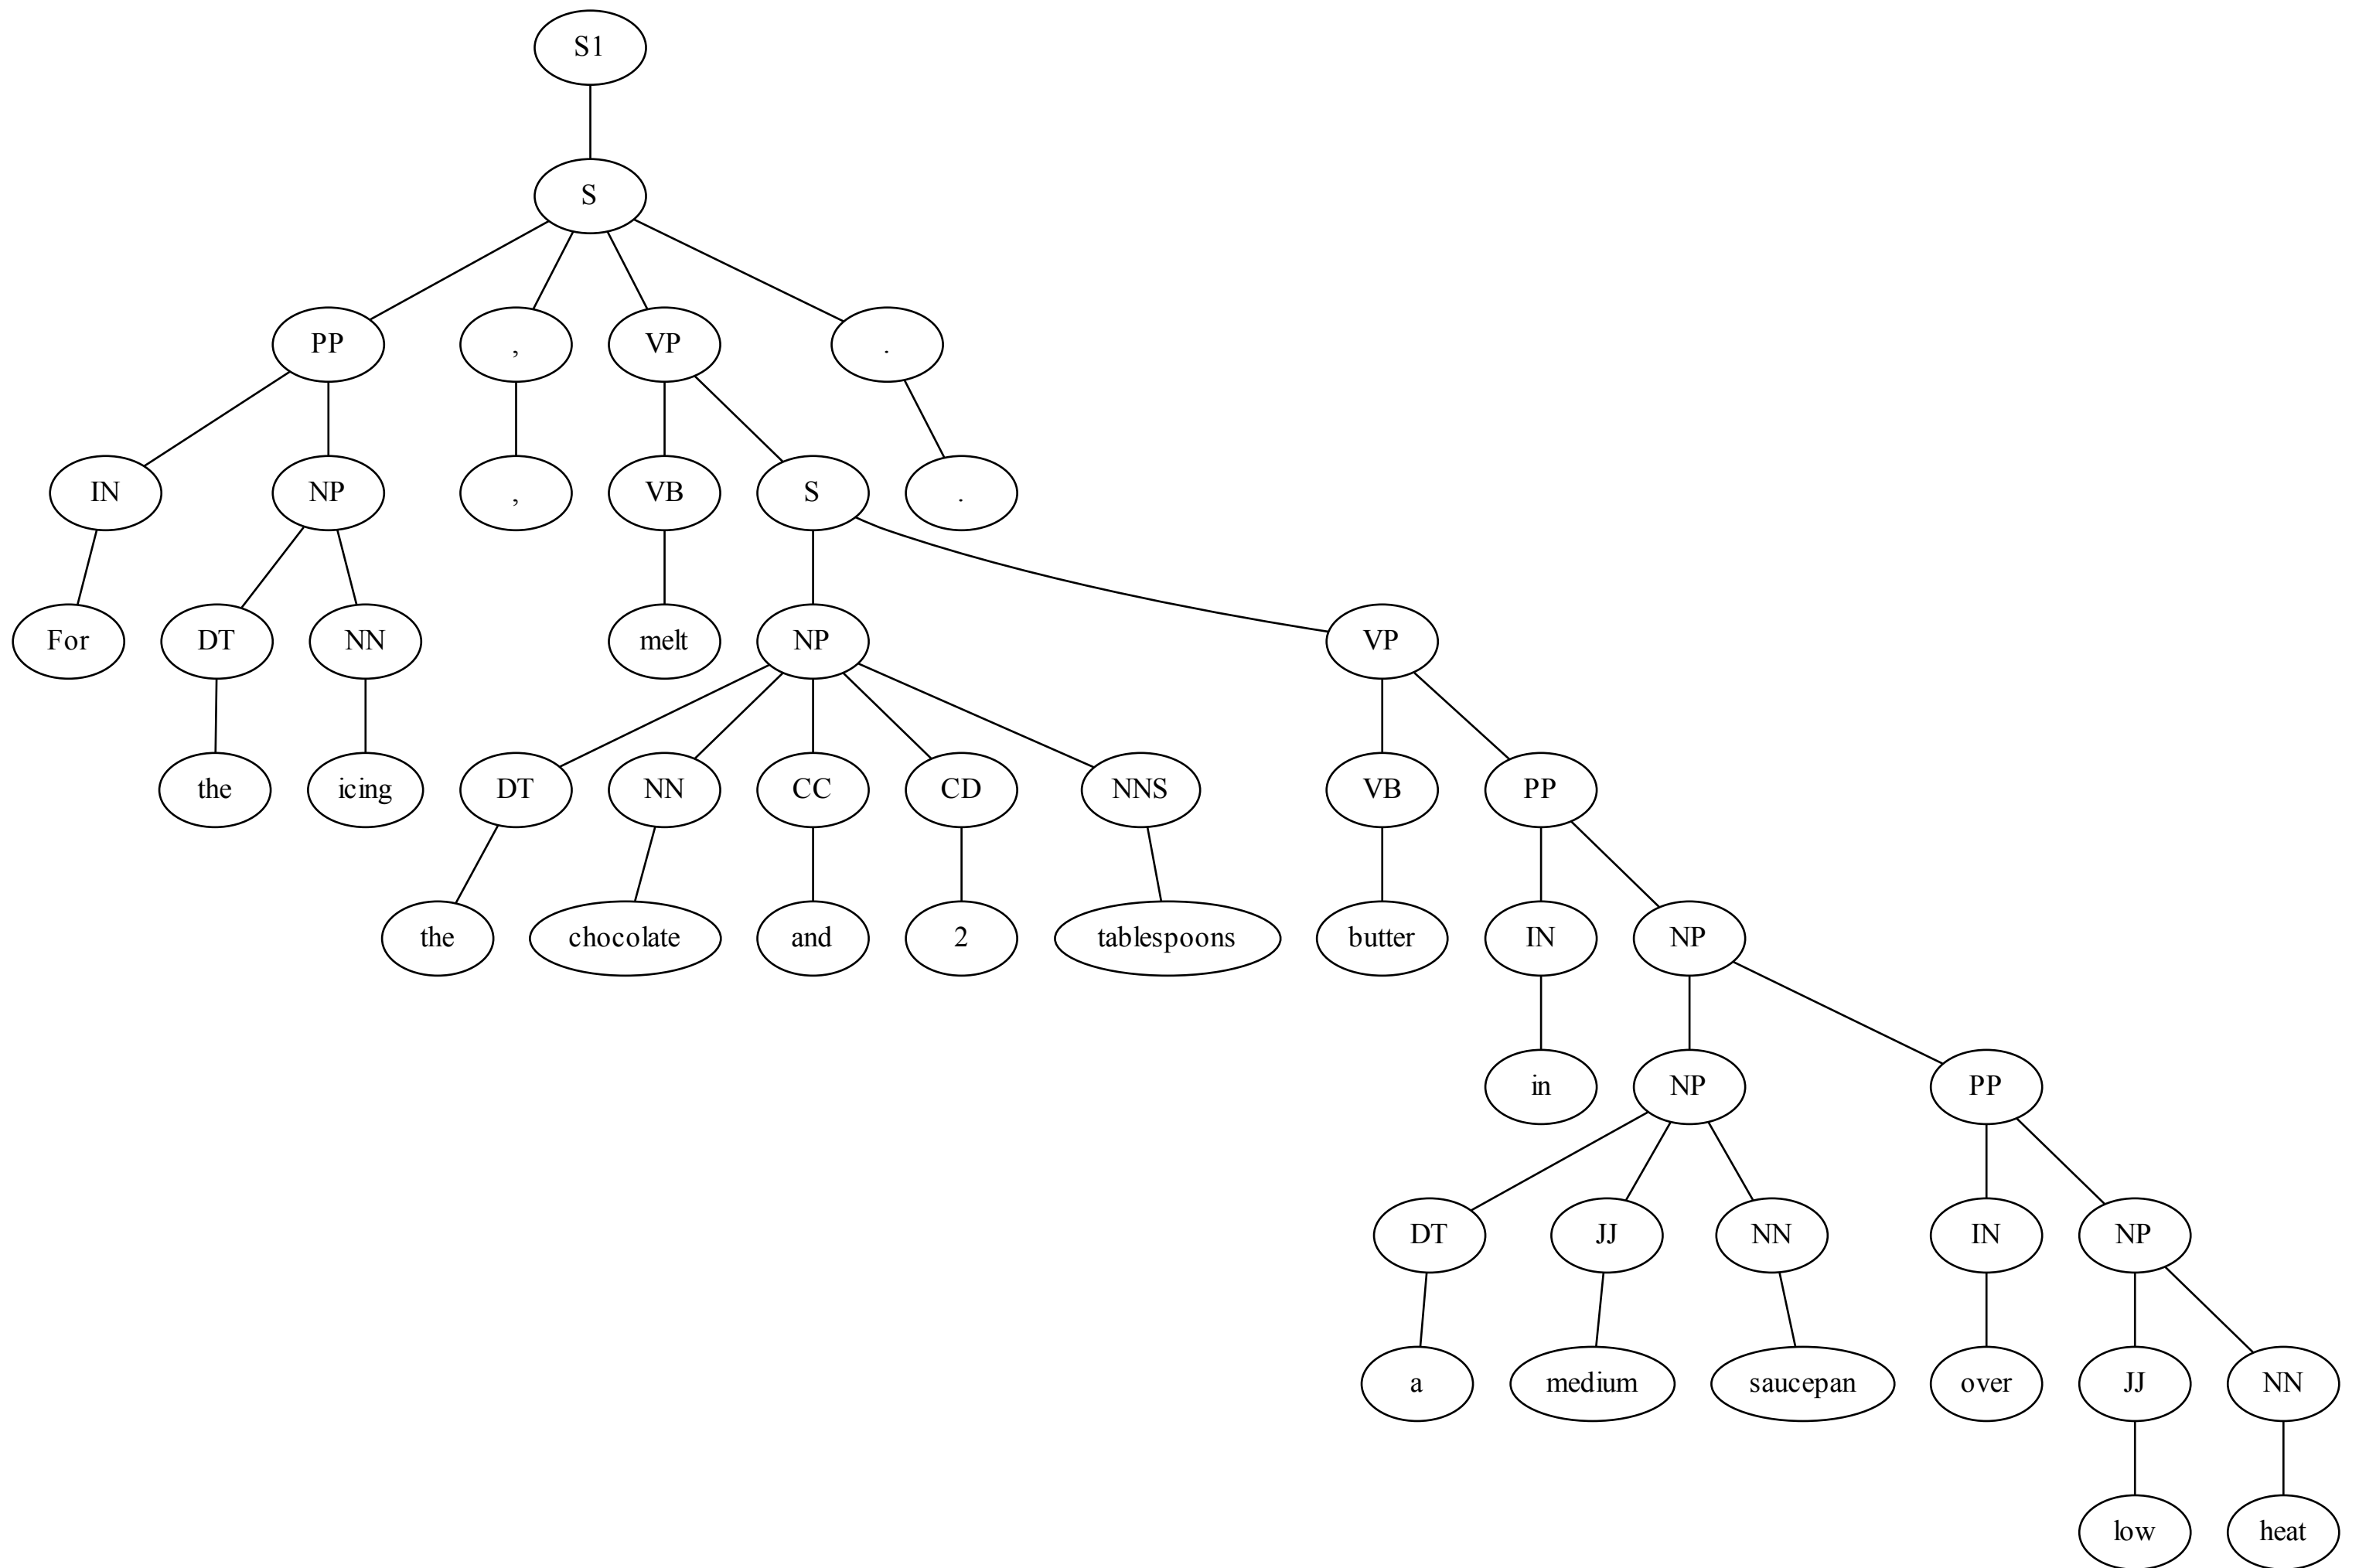 S1
S
PP , VP .
IN NP , VB S .
For DT NN melt NP VP
the icing DT NN CC CD NNS VB PP
the chocolate and 2 tablespoons butter IN NP
in NP PP
DT JJ NN IN NP
a medium saucepan over JJ NN
low heat